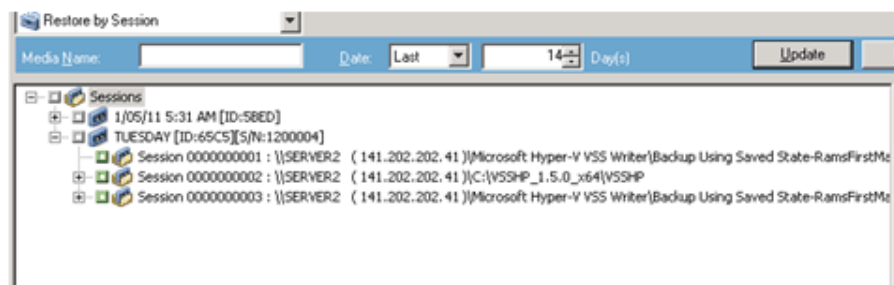 Restore by Session
Media Name: Date: Last 14 Day(s) Update
Sessions
1/05/11 5:31 AM [ID:5BED]
TUESDAY [ID:65C5][S/N:1200004]
Session 0000000001 : \\SERVER2 ( 141.202.202.41 )\Microsoft Hyper-V VSS Writer\Backup Using Saved State-RamsFirstMa
Session 0000000002 : \\SERVER2 ( 141.202.202.41 )\C:\VSSHP_1.5.0_x64\VSSHP
Session 0000000003 : \\SERVER2 ( 141.202.202.41 )\Microsoft Hyper-V VSS Writer\Backup Using Saved State-RamsFirstMa